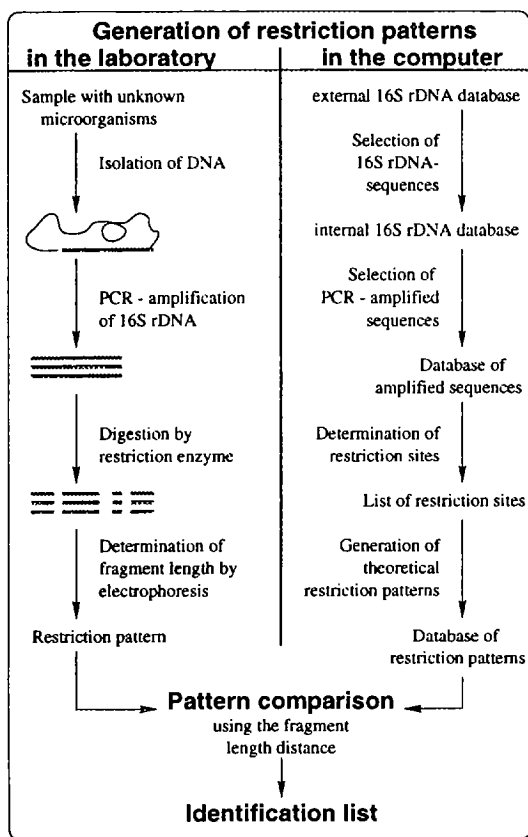 Generation of restriction patterns
in the laboratory
Sample with unknown
microorganisms
Isolation of DNA
PCR - amplification
of 16S rDNA
Digestion by
restriction enzyme
Determination of
fragment length by
electrophoresis
Restriction pattern
in the computer
external 16S rDNA database
Selection of
16S rDNA-
sequences
internal 16S rDNA database
Selection of
PCR - amplified
sequences
Database of
amplified sequences
Determination of
restriction sites
List of restriction sites
Generation of
theoretical
restriction patterns
Database of
restriction patterns
Pattern comparison
using the fragment
length distance
Identification list